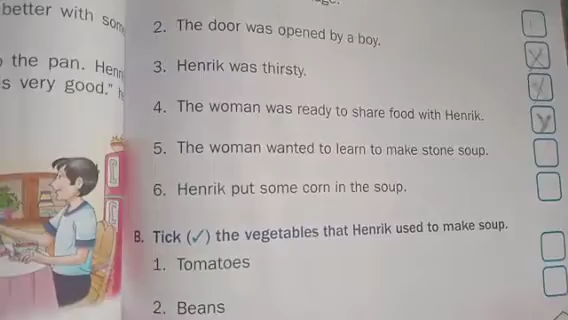 better with
2. The door was opened by a boy.
the pan.
s very good."
3. Henrik was thirsty.
4. The woman was ready to share food with Henrik.
5. The woman wanted to learn to make stone soup.
6. Henrik put some corn in the soup.
B. Tick (✓) the vegetables that Henrik used to make soup.
1. Tomatoes
2. Beans